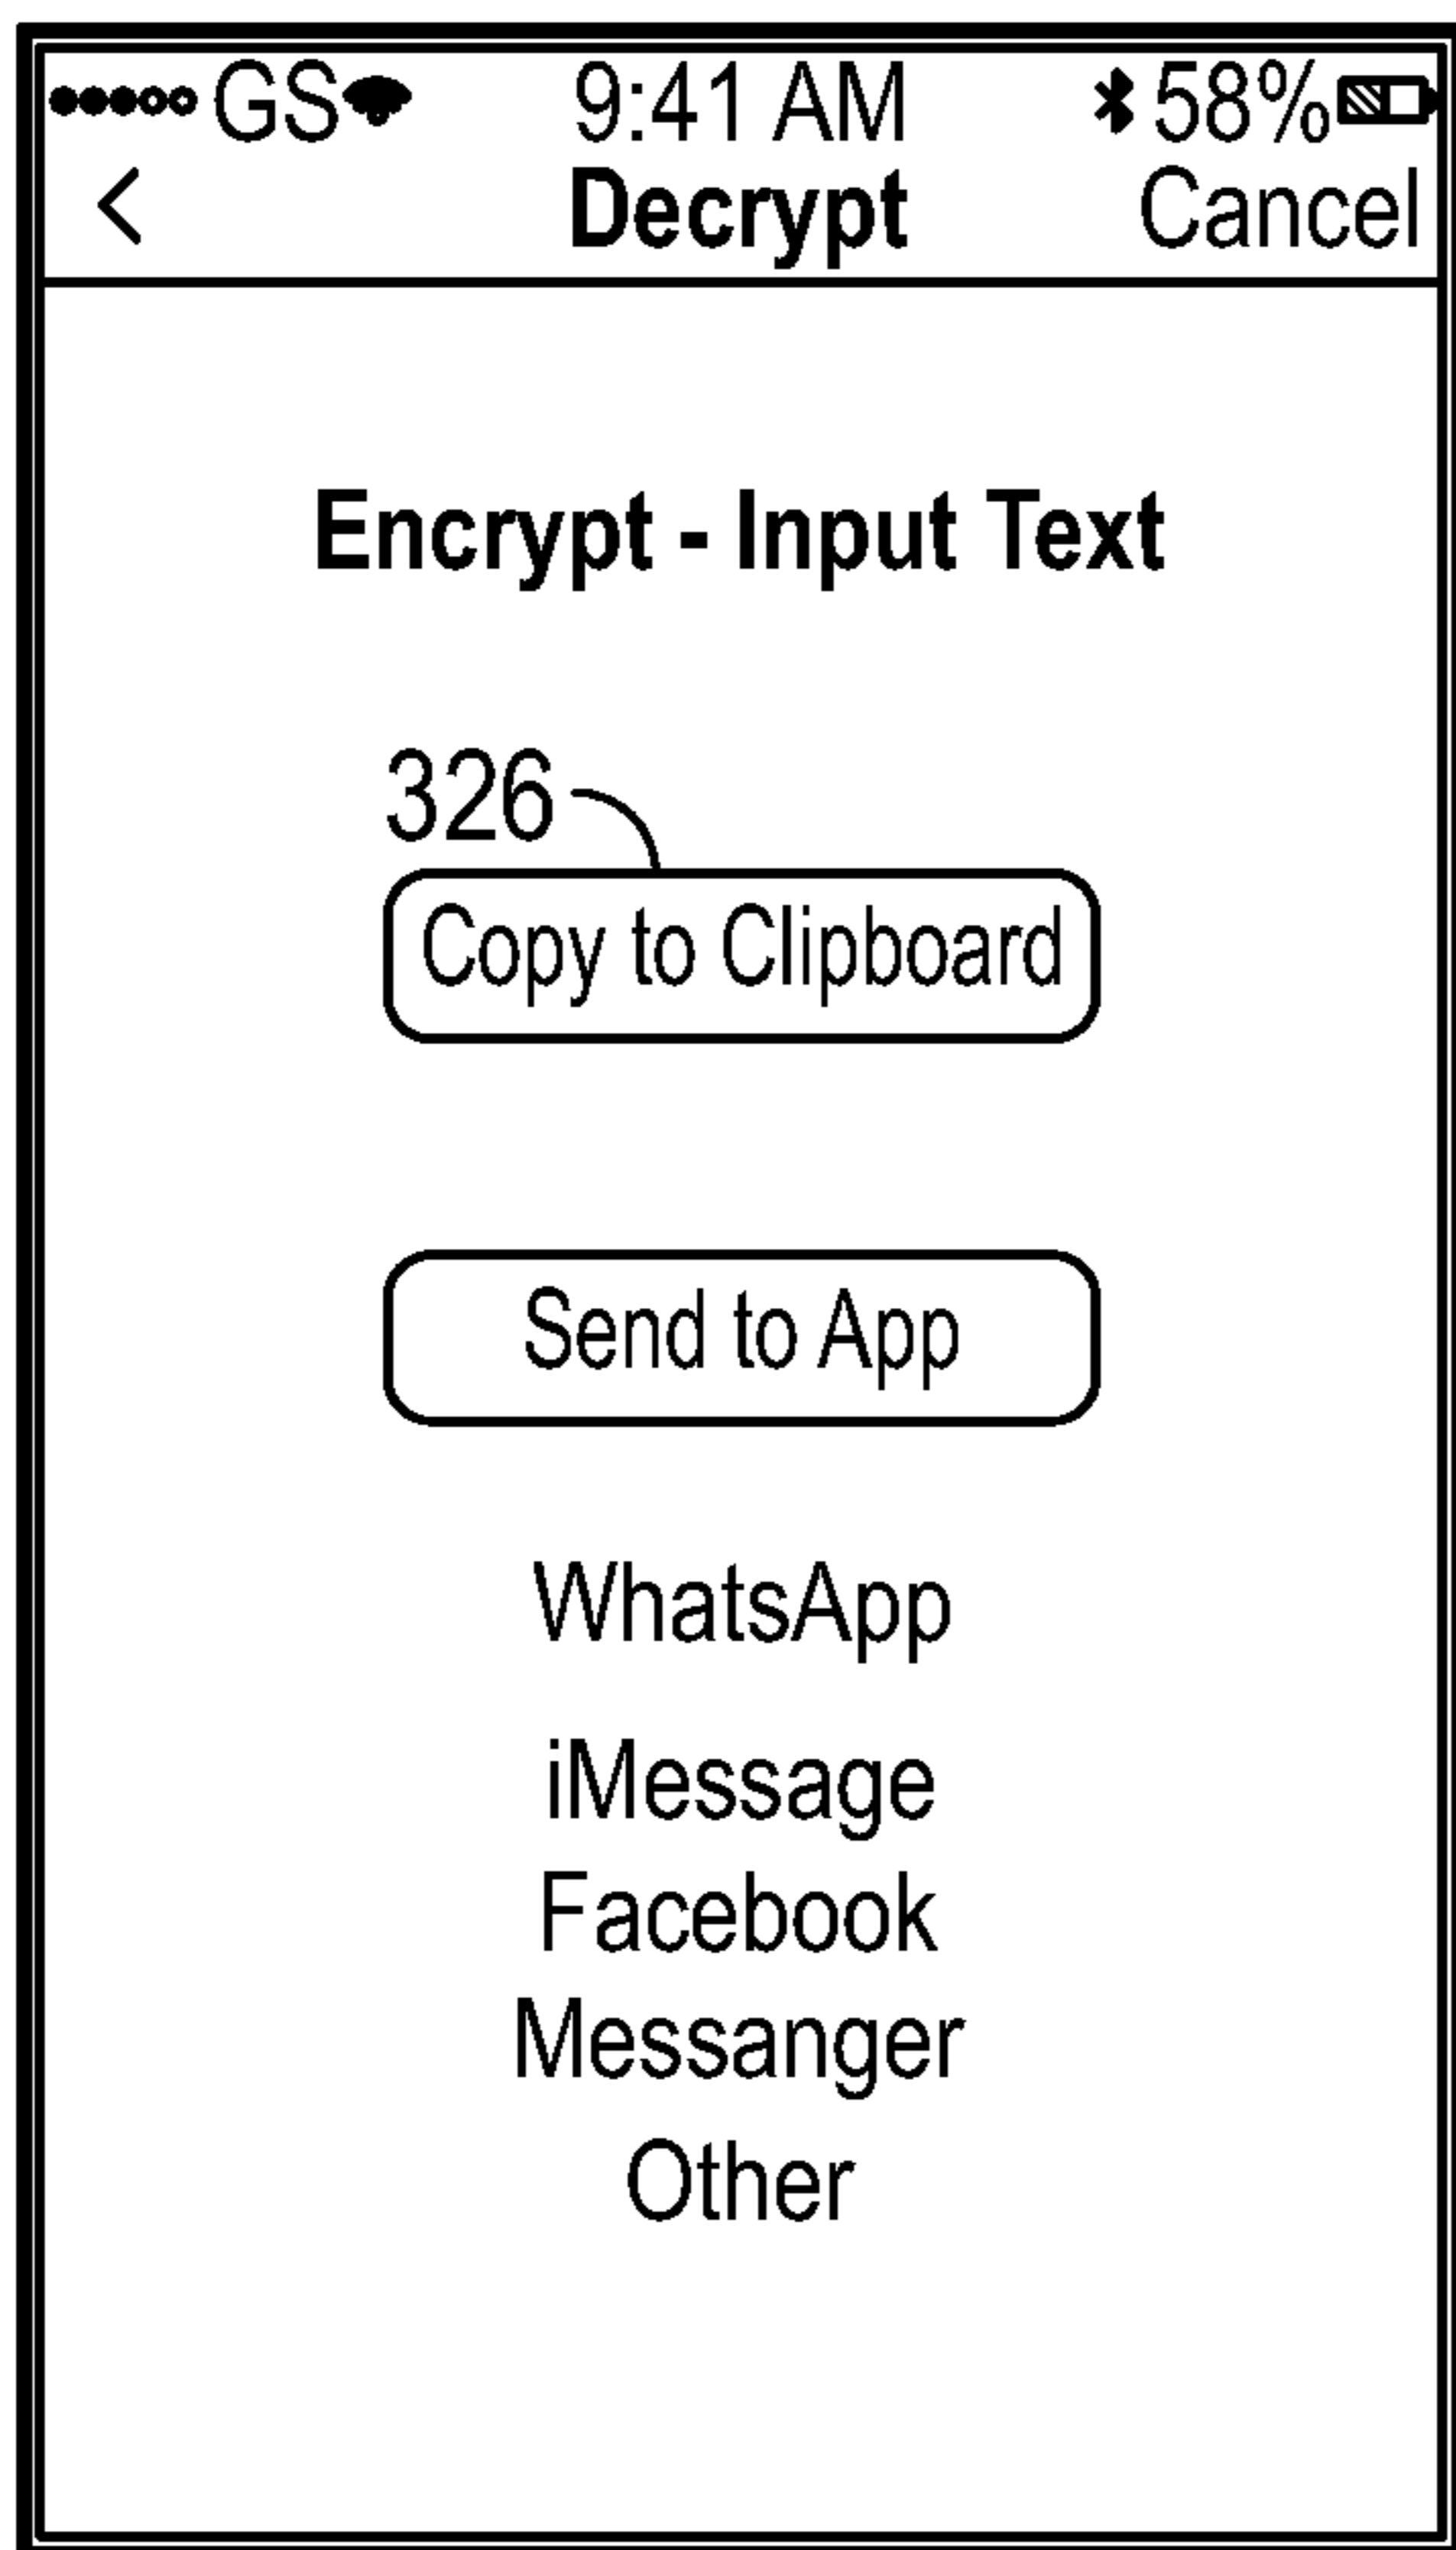 GS 9:41 AM 58%
< Decrypt Cancel
Encrypt - Input Text
326
Copy to Clipboard
Send to App
WhatsApp
iMessage
Facebook
Messanger
Other